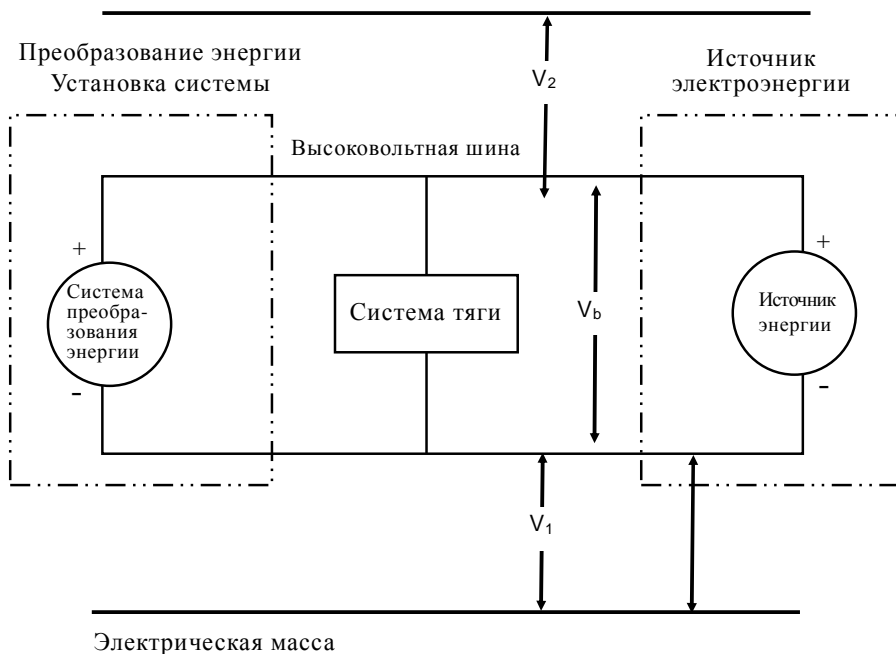 Преобразование энергии
Установка системы
Источник
электроэнергии
V2
Высоковольтная шина
+
+
Система
преобра-
зования
энергии
Система тяги
Vb
Источник
энергии
-
-
V1
Электрическая масса